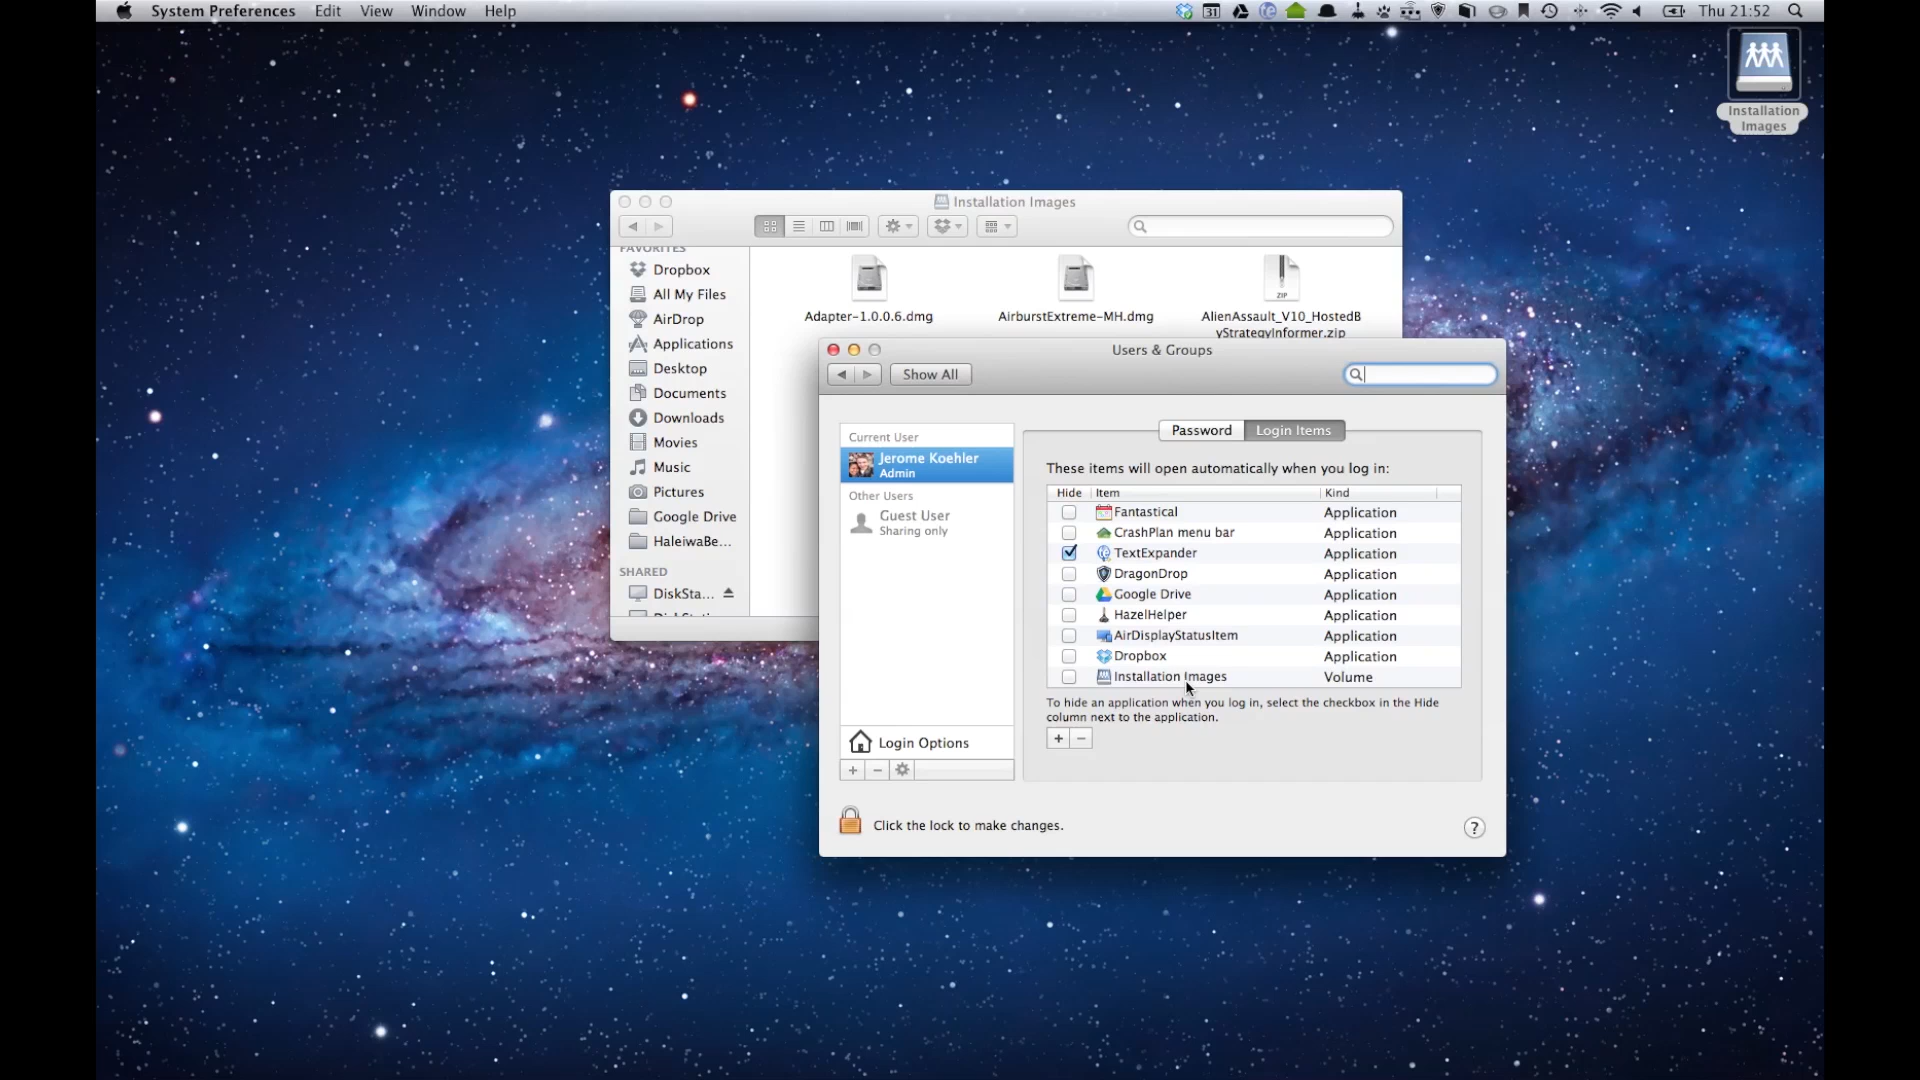 System Preferences Edit View Window Help
31
Thu 21:52
Installation
Images
Installation Images
FAVORITES
Dropbox
All My Files
AirDrop
Applications
Desktop
Documents
Downloads
Movies
Music
Pictures
Google Drive
HaleiwaBe...
SHARED
DiskSta...
Adapter-1.0.0.6.dmg
AirburstExtreme-MH.dmg
ZIP
AlienAssault_V10_HostedB
yStrategyInformer.zip
Users & Groups
Show All
Current User
Jerome Koehler
Admin
Other Users
Guest User
Sharing only
Login Options
Password Login Items
These items will open automatically when you log in:
Hide Item Kind
Fantastical Application
CrashPlan menu bar Application
TextExpander Application
DragonDrop Application
Google Drive Application
HazelHelper Application
AirDisplayStatusItem Application
Dropbox Application
Installation Images Volume
To hide an application when you log in, select the checkbox in the Hide
column next to the application.
Click the lock to make changes.
?